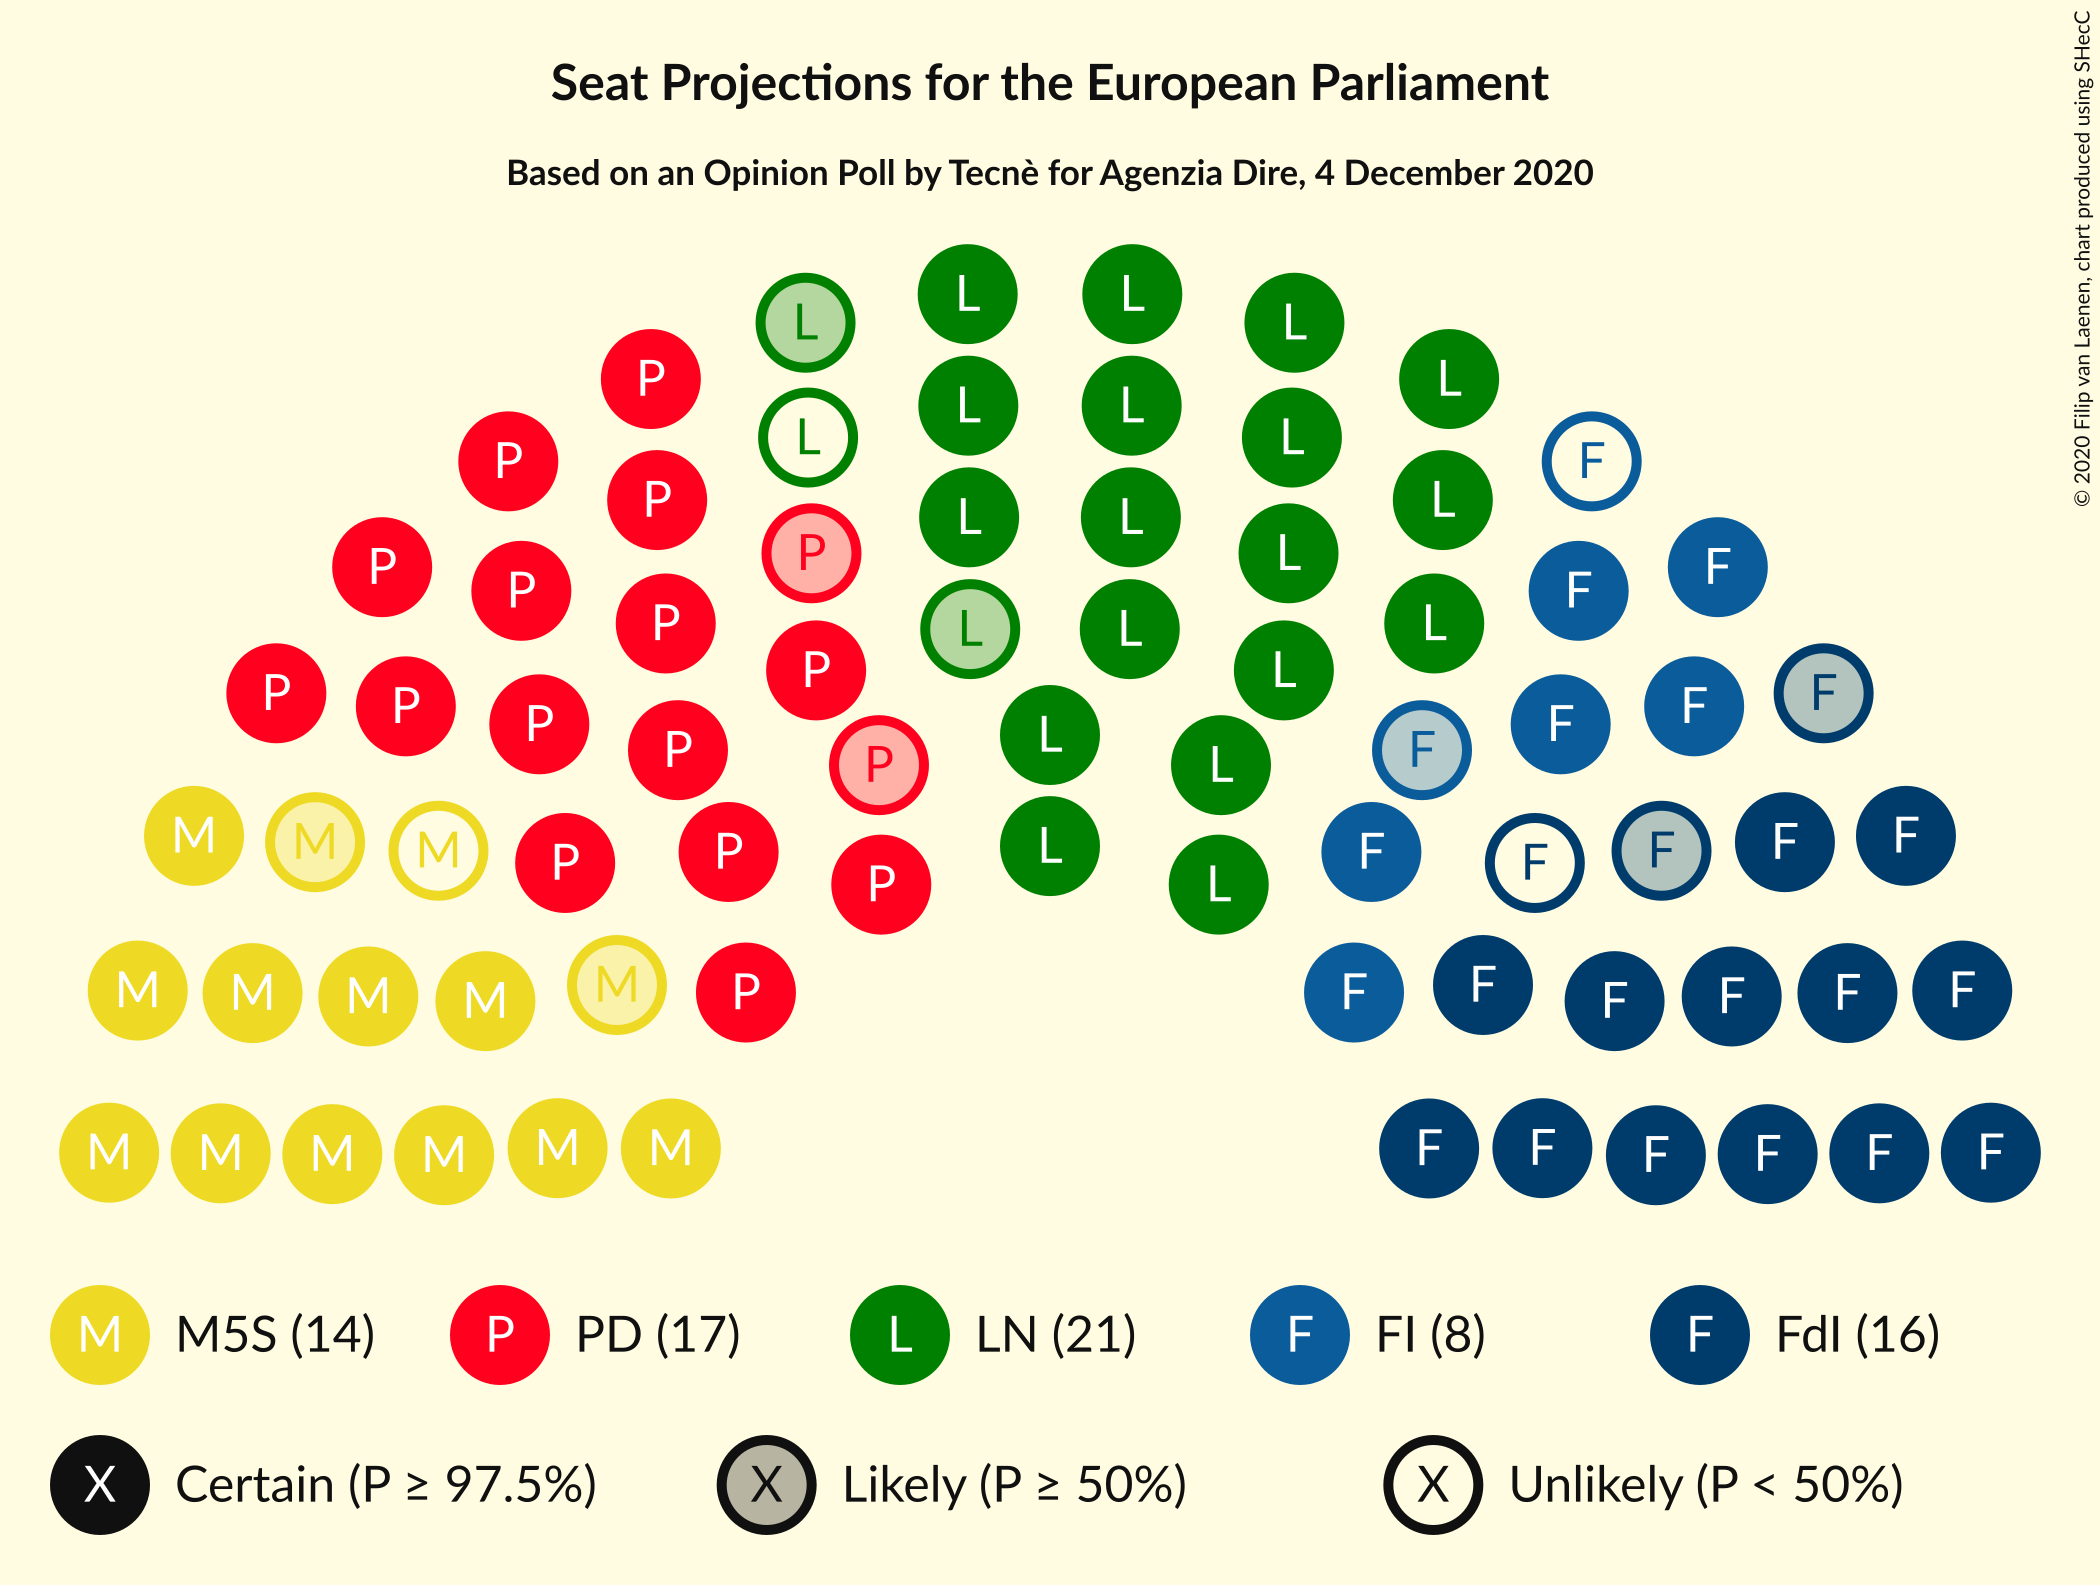 Seat Projections for the European Parliament
Based on an Opinion Poll by Tecnè for Agenzia Dire, 4 December 2020
© 2020 Filip van Laenen, chart produced using SHecC
L L
L L
P L
L L
L L
P F
P L
L L
P L
P L
L L
P F
P F
P L
L L
P L
P F
P P P P L F F F
P L L F
M M M P P P L L F F F F F
M M M M M P F F F F F F
M M M M M M F F F F F F
M M5S (14) P PD (17) L LN (21) F FI (8) F FdI (16)
X Certain (P ≥ 97.5%) X Likely (P ≥ 50%) X Unlikely (P < 50%)